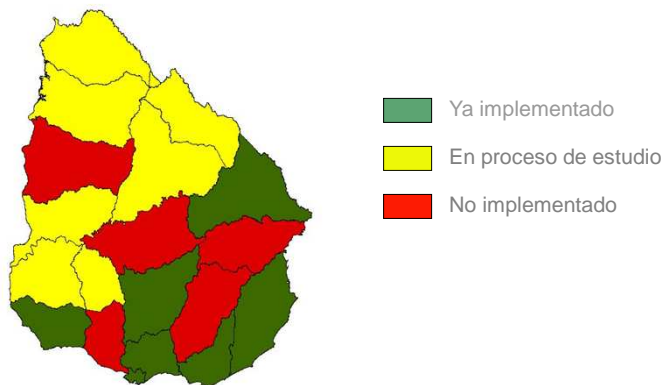 Ya implementado
En proceso de estudio
No implementado